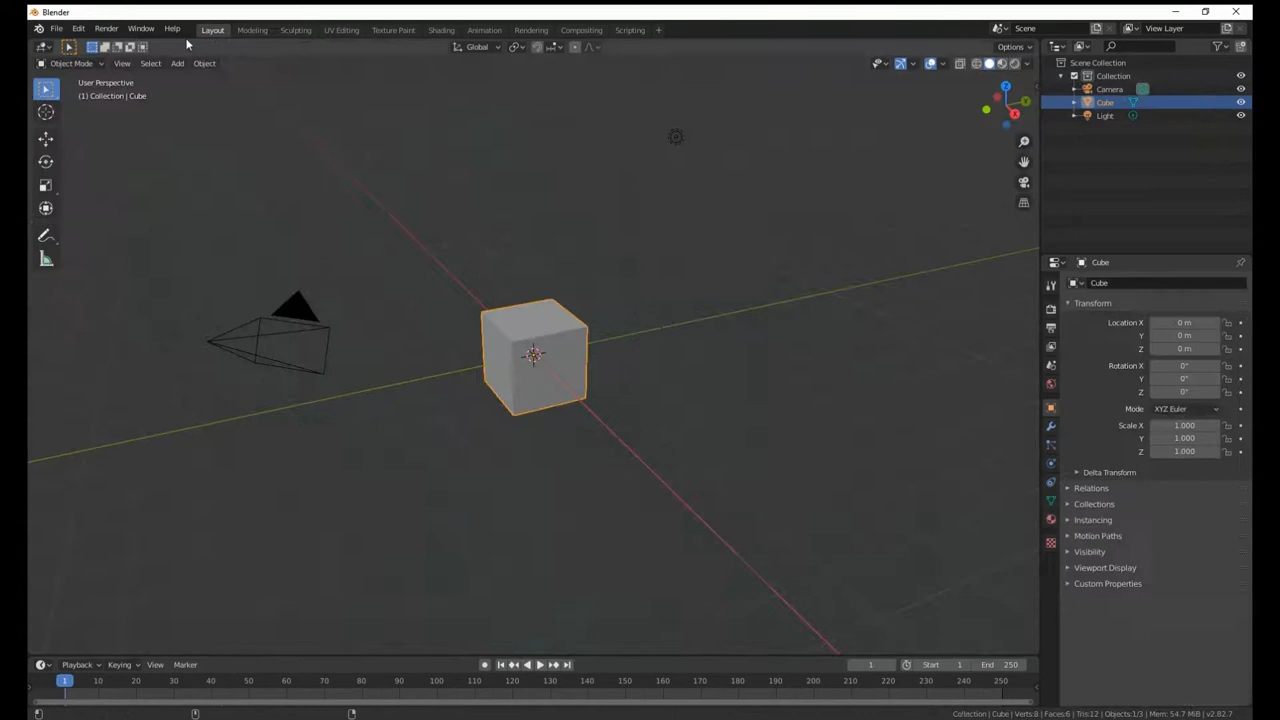 Blender
File Edit Render Window Help Layout Modeling Sculpting UV Editing Texture Paint Shading Animation Rendering Compositing Scripting + Scene View Layer
Global Options
Object Mode View Select Add Object
User Perspective
(1) Collection | Cube
Z
Y
X
Scene Collection
Collection
Camera
Cube
Light
Cube
Cube
Transform
Location X 0 m
Y 0 m
Z 0 m
Rotation X 0°
Y 0°
Z 0°
Mode XYZ Euler
Scale X 1.000
Y 1.000
Z 1.000
Delta Transform
Relations
Collections
Instancing
Motion Paths
Visibility
Viewport Display
Custom Properties
Playback Keying View Marker 1 Start 1 End 250
1 10 20 30 40 50 60 70 80 90 100 110 120 130 140 150 160 170 180 190 200 210 220 230 240 250
Collection | Cube | Verts:8 | Faces:6 | Tris:12 | Objects:1/3 | Mem: 54.7 MiB | v2.82.7